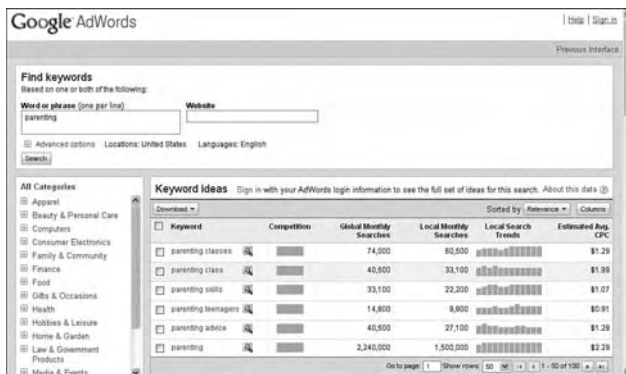 Google AdWords
Help | Sign in
Previous Interface
Find keywords
Based on one or both of the following:
Word or phrase (one per line) Website
parenting
Advanced options Locations: United States Languages: English
Search
All Categories
Apparel
Beauty & Personal Care
Computers
Consumer Electronics
Family & Community
Finance
Food
Gifts & Occasions
Health
Hobbies & Leisure
Home & Garden
Law & Government
Products
Media & Events
Keyword ideas Sign in with your AdWords login information to see the full set of ideas for this search. About this data
Download Sorted by Relevance Columns
Keyword Competition Global Monthly Searches Local Monthly Searches Local Search Trends Estimated Avg. CPC
parenting classes 74,000 60,500 $1.29
parenting class 40,500 33,100 
parenting skills 33,100 22,200 $1.07
parenting teenagers 14,800 9,900 $0.91
parenting advice 40,500 27,100 $1.29
parenting 2,240,000 1,500,000 $2.29
Go to page: 1 Show rows: 50 1 - 50 of 100